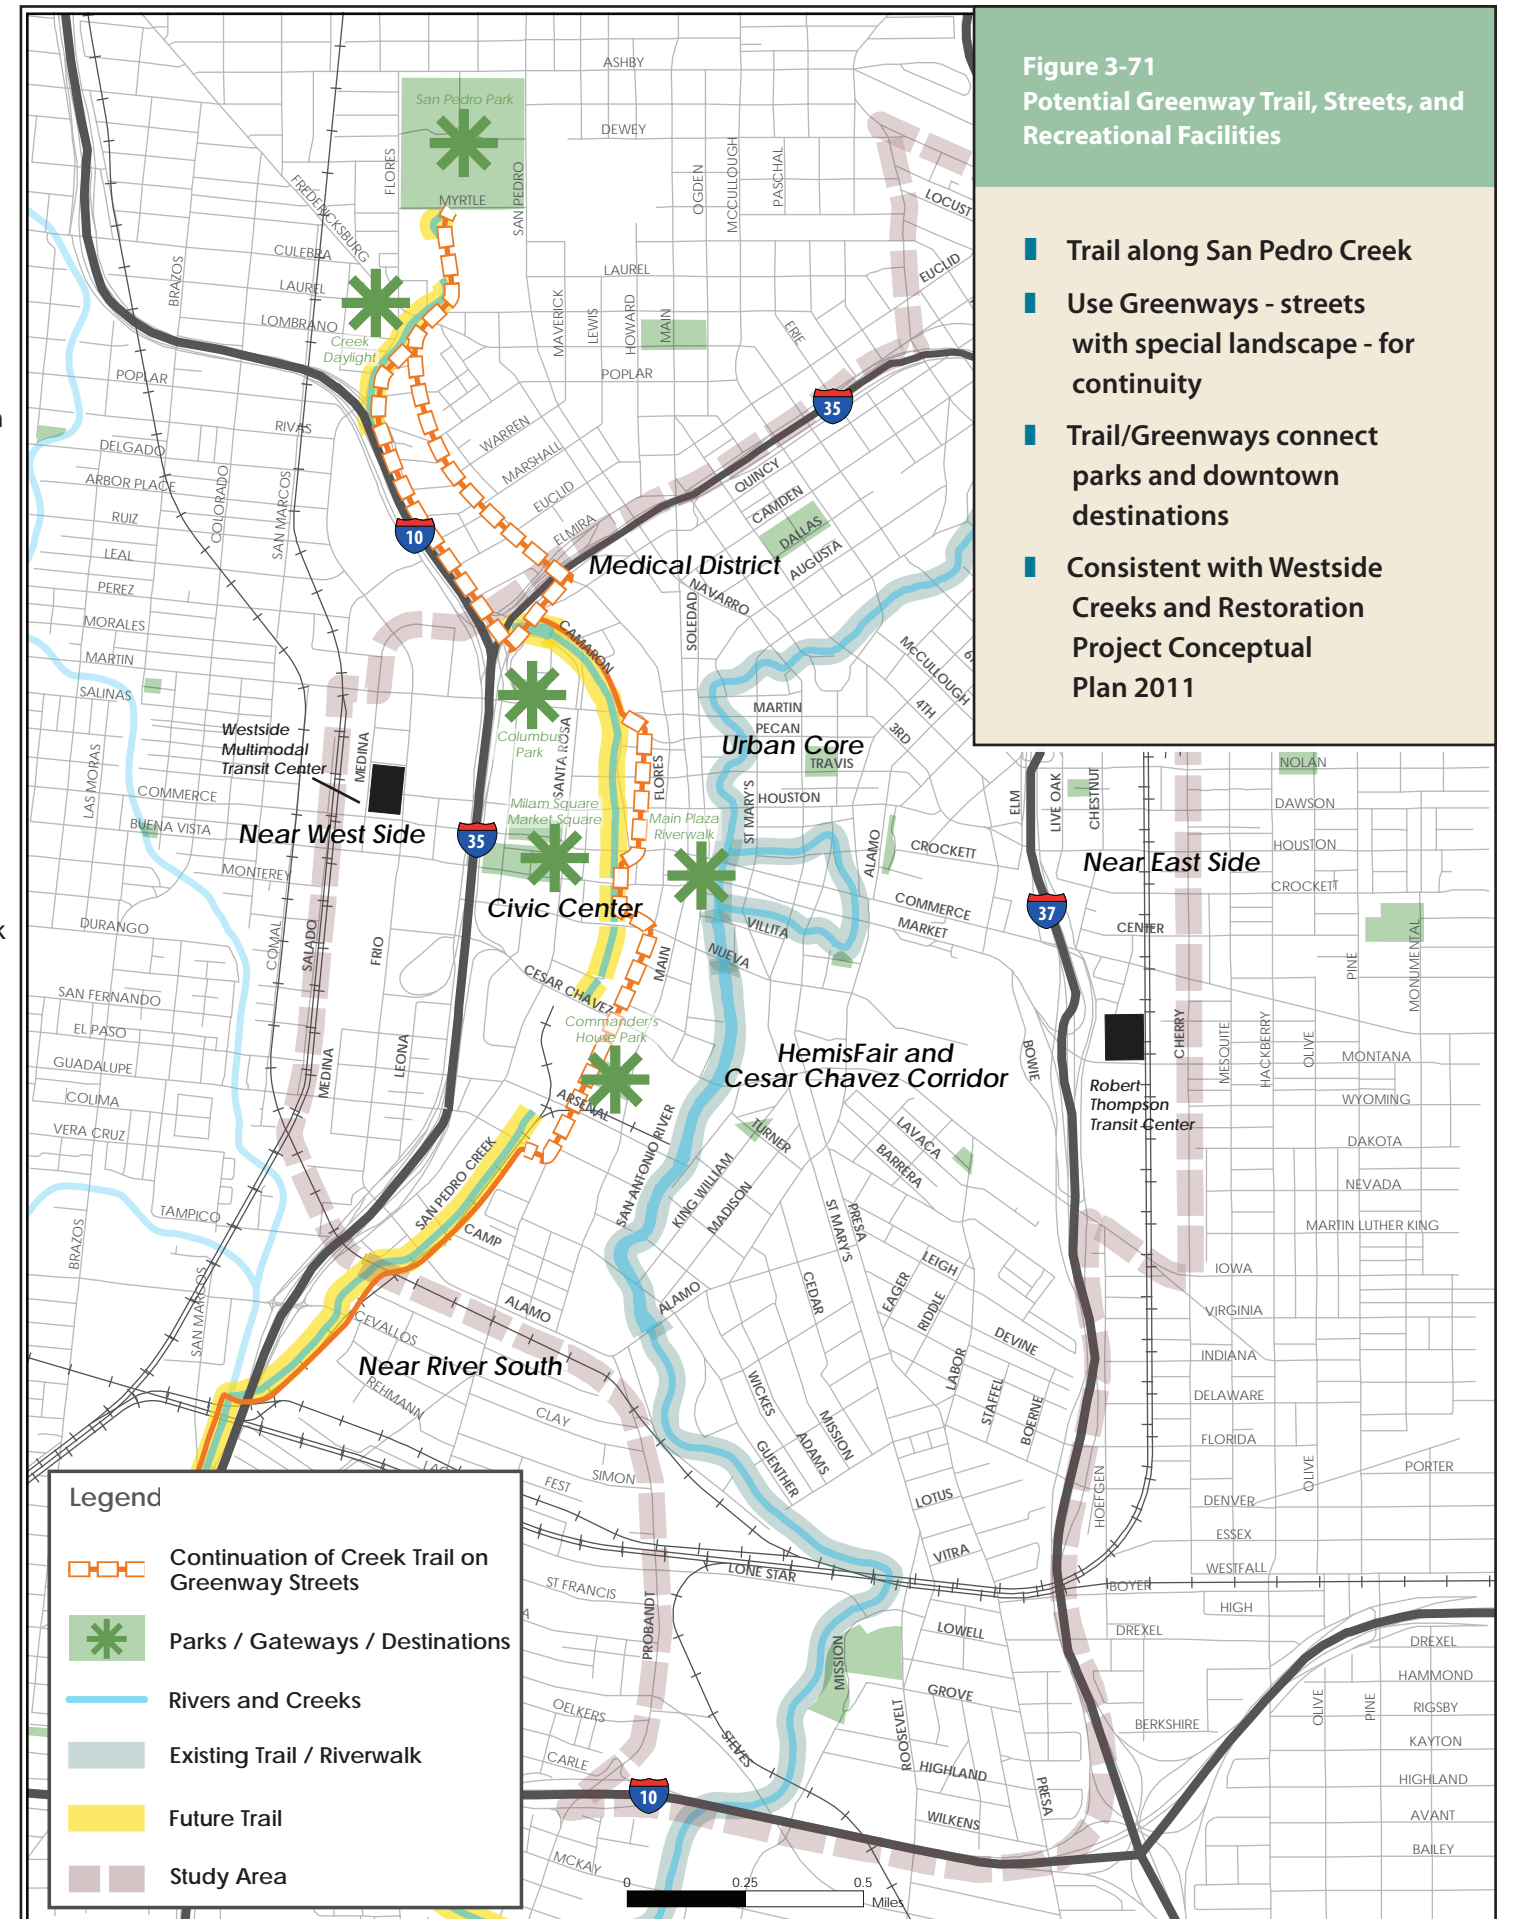 Figure 3-71
Potential Greenway Trail, Streets, and
Recreational Facilities
Trail along San Pedro Creek
Use Greenways - streets
with special landscape - for
continuity
Trail/Greenways connect
parks and downtown
destinations
Consistent with Westside
Creeks and Restoration
Project Conceptual
Plan 2011
ASHBY
San Pedro Park
DEWEY
FLORES
MYRTLE
SAN PEDRO
OGDEN
MCCULLOUGH
PASCHAL
LOCUST
FREDERICKSBURG
CULEBRA
LAUREL
LOMBRANO
BRAZOS
LAUREL
EUCLID
MAVERICK
LEWIS
HOWARD
MAIN
ERIE
Creek
Daylight
POPLAR
POPLAR
35
RIVAS
DELGADO
ARBOR PLACE
COLORADO
SAN MARCOS
RUIZ
LEAL
PEREZ
MORALES
MARTIN
SALINAS
WARREN
MARSHALL
EUCLID
ELMIRA
QUINCY
CAMDEN
DALLAS
AUGUSTA
10
Medical District
NAVARRO
SOLEDAD
CAMARON
McCULLOUGH
4TH
3RD
MARTIN
PECAN
Urban Core
TRAVIS
HOUSTON
ST MARY'S
Columbus
Park
SANTA ROSA
FLORES
Westside
Multimodal
Transit Center
MEDINA
LAS MORAS
COMMERCE
BUENA VISTA
Near West Side
35
Milam Square
Market Square
Main Plaza
Riverwalk
MONTEREY
Civic Center
ALAMO
CROCKETT
COMMERCE
MARKET
VILLITA
NUEVA
ELM
LIVE OAK
CHESTNUT
NOLAN
DAWSON
HOUSTON
Near East Side
CROCKETT
37
CENTER
PINE
MONUMENTAL
DURANGO
COMAL
SALADO
FRIO
MAIN
CESAR CHAVEZ
SAN FERNANDO
EL PASO
GUADALUPE
COLIMA
VERA CRUZ
MEDINA
LEONA
Commander's
House Park
ARSENAL
HemisFair and
Cesar Chavez Corridor
BOWIE
CHERRY
MESQUITE
HACKBERRY
OLIVE
MONTANA
Robert
Thompson
Transit Center
WYOMING
DAKOTA
NEVADA
MARTIN LUTHER KING
IOWA
VIRGINIA
INDIANA
DELAWARE
FLORIDA
OLIVE
PORTER
DENVER
ESSEX
WESTFALL
HOEFGEN
BOYER
HIGH
DREXEL
DREXEL
HAMMOND
RIGSBY
KAYTON
HIGHLAND
AVANT
BAILEY
OLIVE
PINE
BERKSHIRE
SAN PEDRO CREEK
SAN ANTONIO RIVER
KING WILLIAM
MADISON
TURNER
LAVACA
BARRERA
PRESA
ST MARY'S
LEIGH
EAGER
RIDDLE
CEDAR
DEVINE
LABOR
STAFFEL
BOERNE
TAMPICO
BRAZOS
SAN MARCOS
CAMP
ALAMO
ALAMO
CEVALLOS
Near River South
REHMANN
CLAY
WICKES
MISSION
ADAMS
GUENTHER
FEST
SIMON
LOTUS
VITRA
LONE STAR
ST FRANCIS
PROBANDT
LOWELL
MISSION
GROVE
ROOSEVELT
OELKERS
CARLE
STEVES
HIGHLAND
PRESA
WILKENS
10
MCKAY
Legend
Continuation of Creek Trail on
Greenway Streets
Parks / Gateways / Destinations
Rivers and Creeks
Existing Trail / Riverwalk
Future Trail
Study Area
0 0.25 0.5
Miles